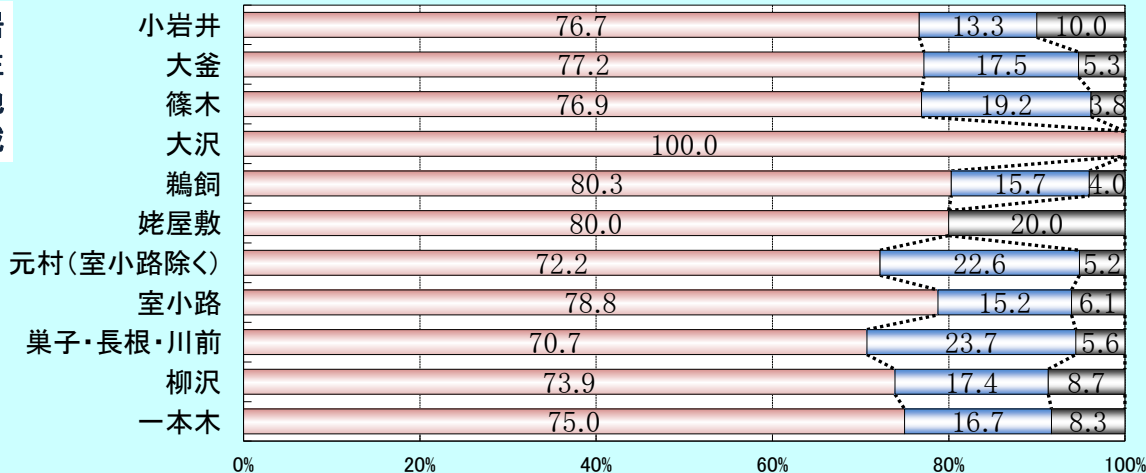 小岩井 76.7 13.3 10.0
大釜 77.2 17.5 5.3
篠木 76.9 19.2 3.8
大沢 100.0
鵜飼 80.3 15.7 4.0
姥屋敷 80.0 20.0
元村(室小路除く) 72.2 22.6 5.2
室小路 78.8 15.2 6.1
巣子・長根・川前 70.7 23.7 5.6
柳沢 73.9 17.4 8.7
一本木 75.0 16.7 8.3
0% 20% 40% 60% 80% 100%